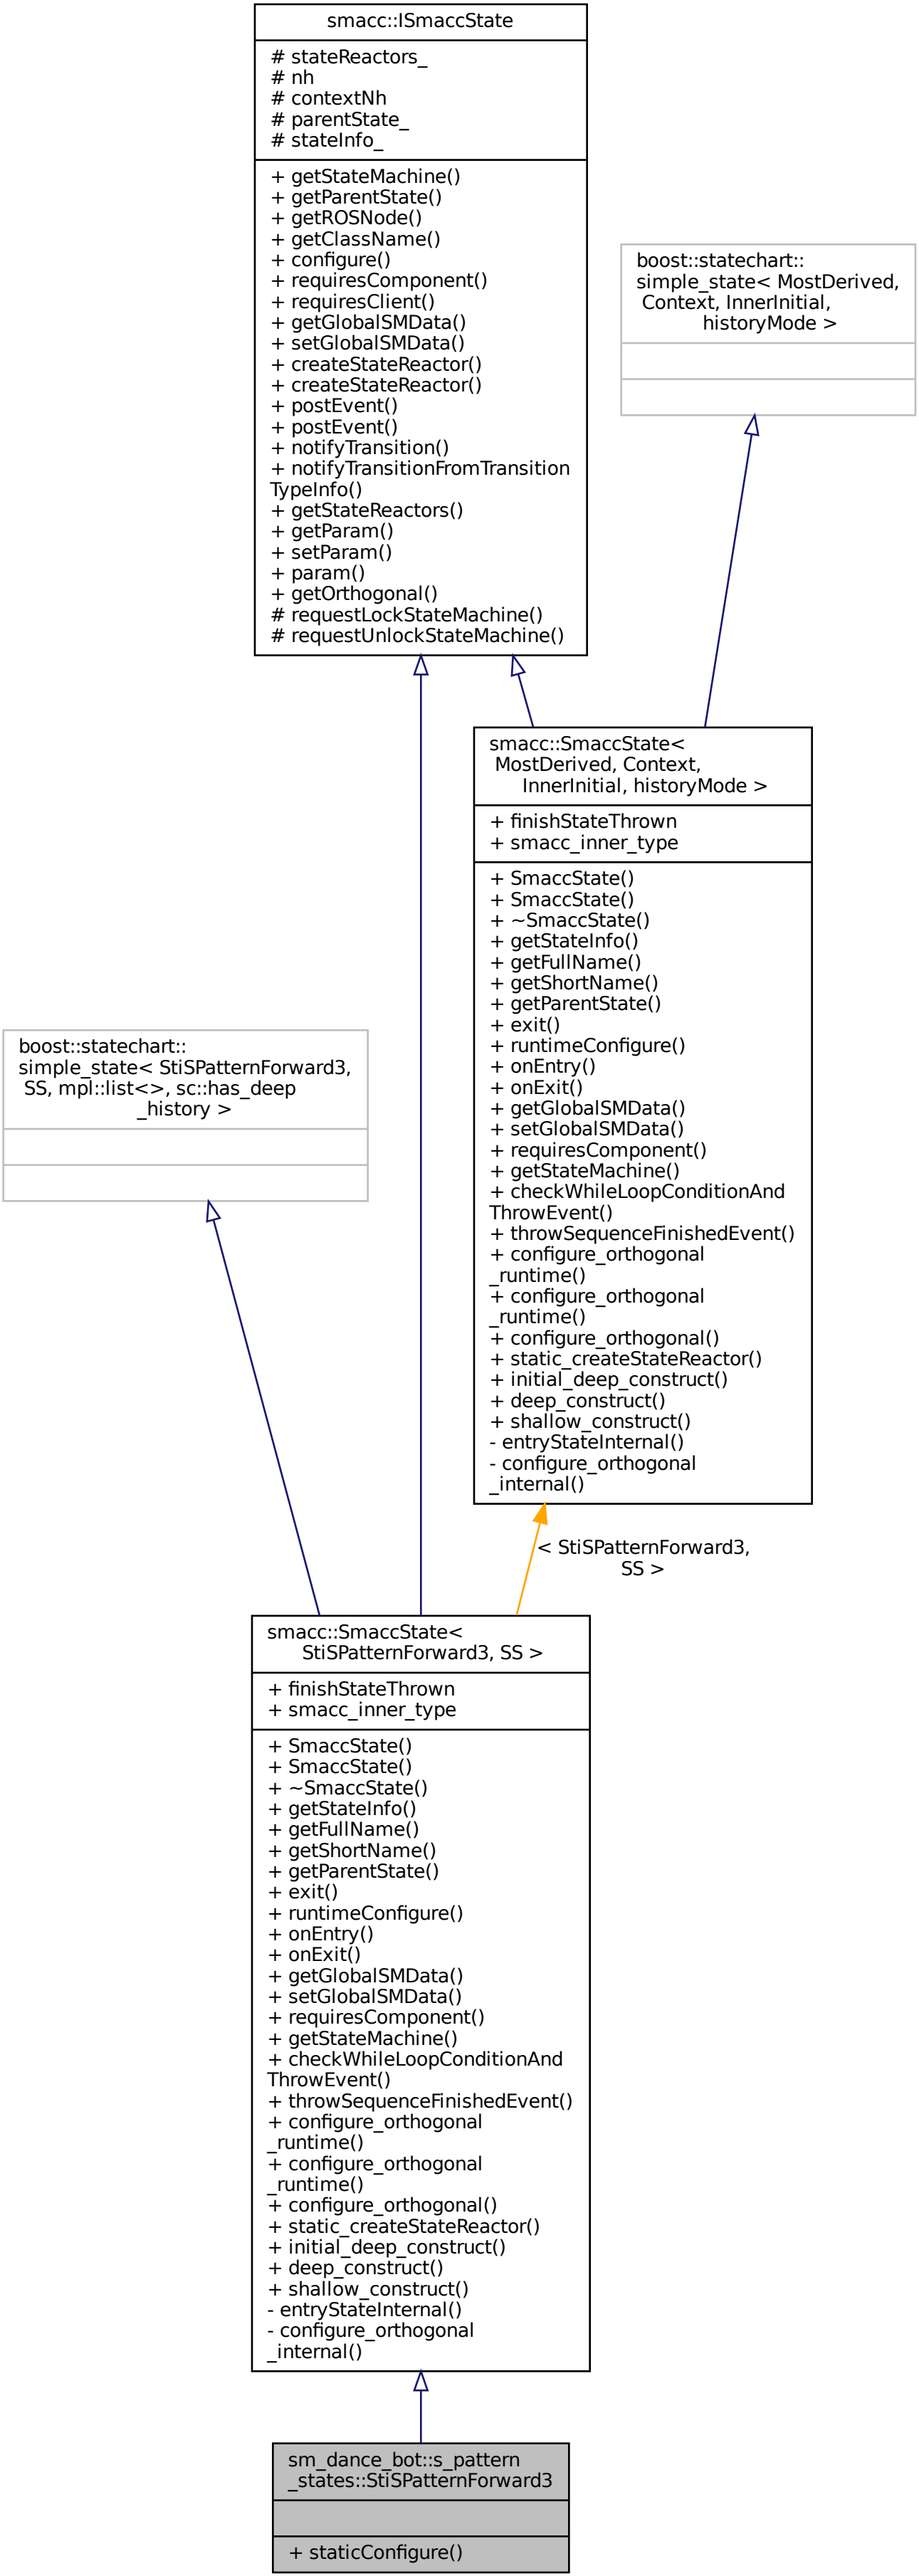 smacc::ISmaccState
# stateReactors_
# nh
# contextNh
# parentState_
# stateInfo_
+ getStateMachine()
+ getParentState()
+ getROSNode()
+ getClassName()
+ configure()
+ requiresComponent()
+ requiresClient()
+ getGlobalSMData()
+ setGlobalSMData()
+ createStateReactor()
+ createStateReactor()
+ postEvent()
+ postEvent()
+ notifyTransition()
+ notifyTransitionFromTransition
TypeInfo()
+ getStateReactors()
+ getParam()
+ setParam()
+ param()
+ getOrthogonal()
# requestLockStateMachine()
# requestUnlockStateMachine()
boost::statechart::
simple_state< MostDerived,
Context, InnerInitial,
historyMode >
smacc::SmaccState<
MostDerived, Context,
InnerInitial, historyMode >
+ finishStateThrown
+ smacc_inner_type
+ SmaccState()
+ SmaccState()
+ ~SmaccState()
+ getStateInfo()
+ getFullName()
+ getShortName()
+ getParentState()
+ exit()
+ runtimeConfigure()
+ onEntry()
+ onExit()
+ getGlobalSMData()
+ setGlobalSMData()
+ requiresComponent()
+ getStateMachine()
+ checkWhileLoopConditionAnd
ThrowEvent()
+ throwSequenceFinishedEvent()
+ configure_orthogonal
_runtime()
+ configure_orthogonal
_runtime()
+ configure_orthogonal()
+ static_createStateReactor()
+ initial_deep_construct()
+ deep_construct()
+ shallow_construct()
- entryStateInternal()
- configure_orthogonal
_internal()
boost::statechart::
simple_state< StiSPatternForward3,
SS, mpl::list<>, sc::has_deep
_history >
< StiSPatternForward3,
SS >
smacc::SmaccState<
StiSPatternForward3, SS >
+ finishStateThrown
+ smacc_inner_type
+ SmaccState()
+ SmaccState()
+ ~SmaccState()
+ getStateInfo()
+ getFullName()
+ getShortName()
+ getParentState()
+ exit()
+ runtimeConfigure()
+ onEntry()
+ onExit()
+ getGlobalSMData()
+ setGlobalSMData()
+ requiresComponent()
+ getStateMachine()
+ checkWhileLoopConditionAnd
ThrowEvent()
+ throwSequenceFinishedEvent()
+ configure_orthogonal
_runtime()
+ configure_orthogonal
_runtime()
+ configure_orthogonal()
+ static_createStateReactor()
+ initial_deep_construct()
+ deep_construct()
+ shallow_construct()
- entryStateInternal()
- configure_orthogonal
_internal()
sm_dance_bot::s_pattern
_states::StiSPatternForward3
+ staticConfigure()